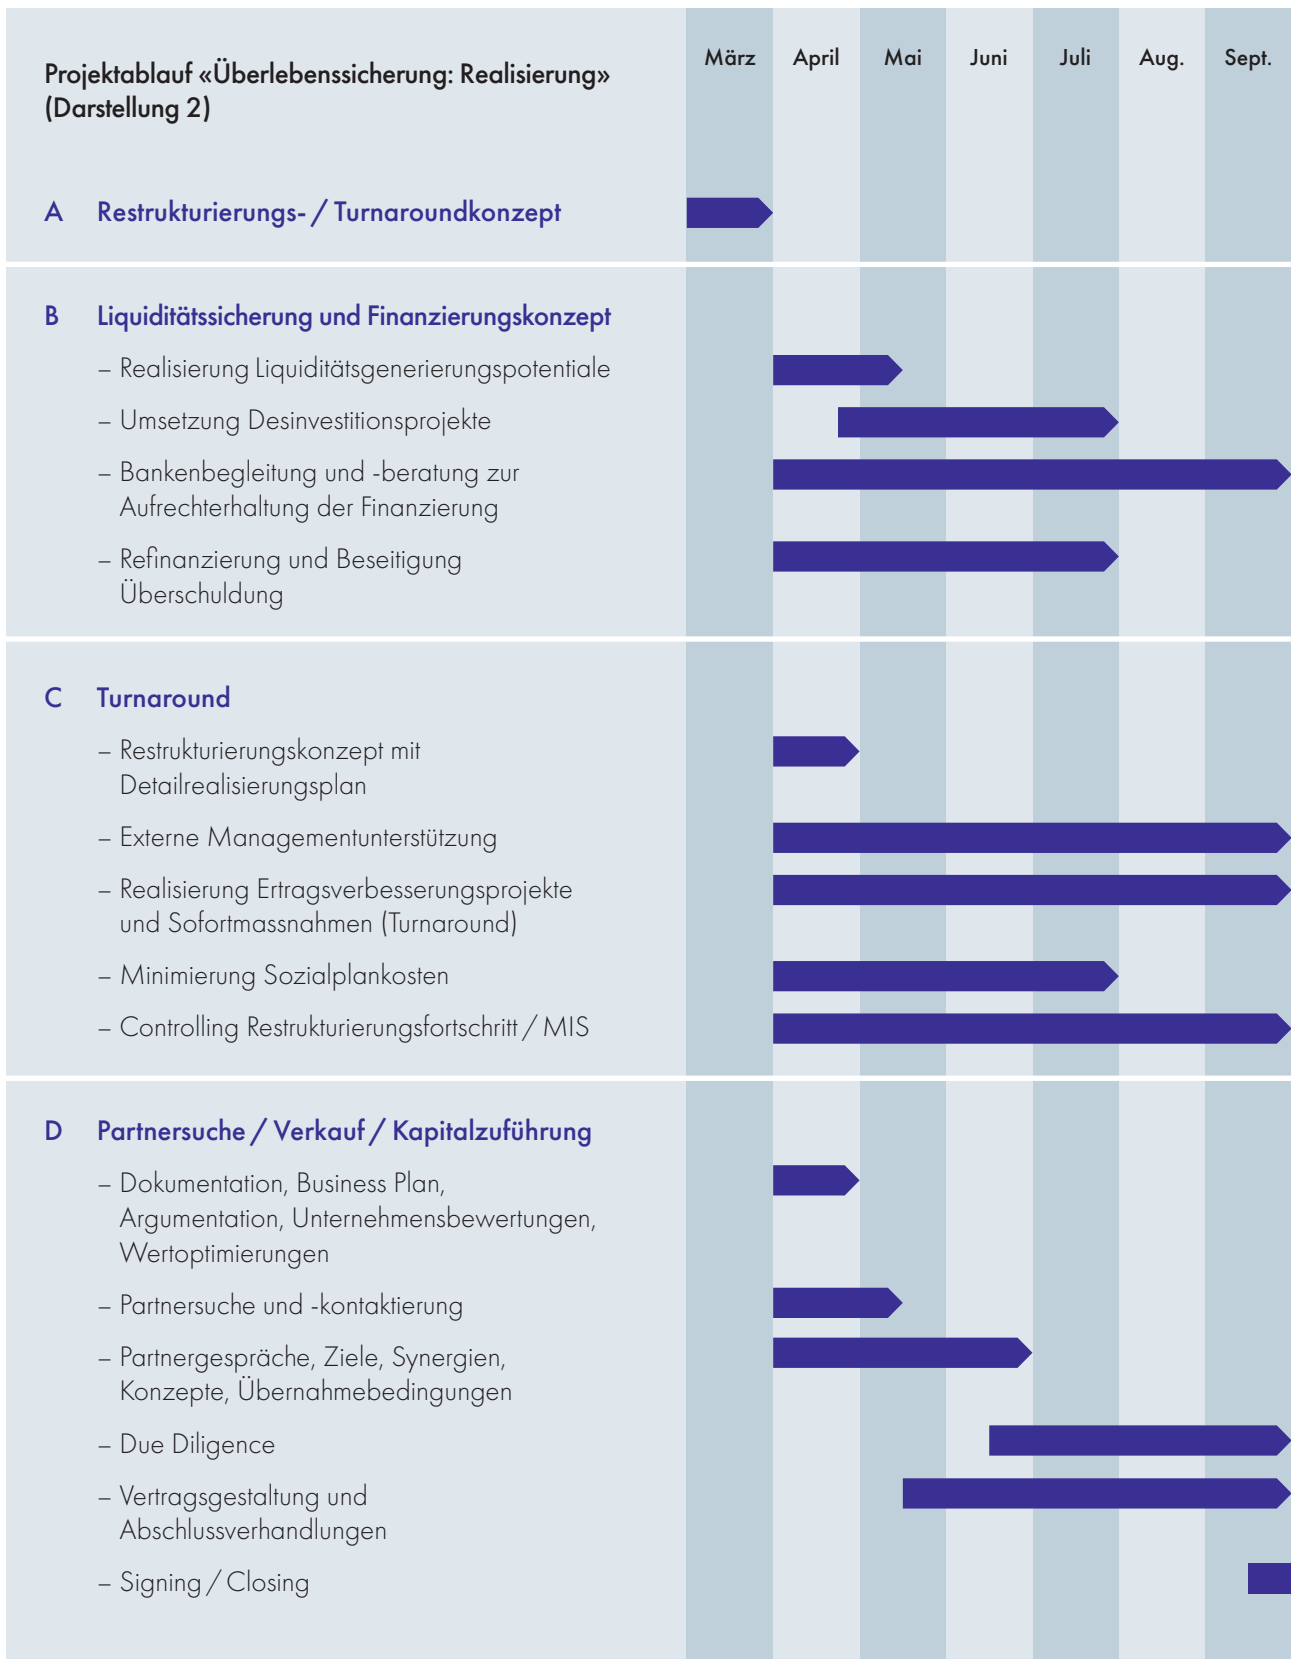 Projektablauf «Überlebenssicherung: Realisierung»
(Darstellung 2)
März April Mai Juni Juli Aug. Sept.
A Restrukturierungs- / Turnaroundkonzept
B Liquiditätssicherung und Finanzierungskonzept
– Realisierung Liquiditätsgenerierungspotentiale
– Umsetzung Desinvestitionsprojekte
– Bankenbegleitung und -beratung zur
Aufrechterhaltung der Finanzierung
– Refinanzierung und Beseitigung
Überschuldung
C Turnaround
– Restrukturierungskonzept mit
Detailrealisierungsplan
– Externe Managementunterstützung
– Realisierung Ertragsverbesserungsprojekte
und Sofortmassnahmen (Turnaround)
– Minimierung Sozialplankosten
– Controlling Restrukturierungsfortschritt / MIS
D Partnersuche / Verkauf / Kapitalzuführung
– Dokumentation, Business Plan,
Argumentation, Unternehmensbewertungen,
Wertoptimierungen
– Partnersuche und -kontaktierung
– Partnergespräche, Ziele, Synergien,
Konzepte, Übernahmebedingungen
– Due Diligence
– Vertragsgestaltung und
Abschlussverhandlungen
– Signing / Closing